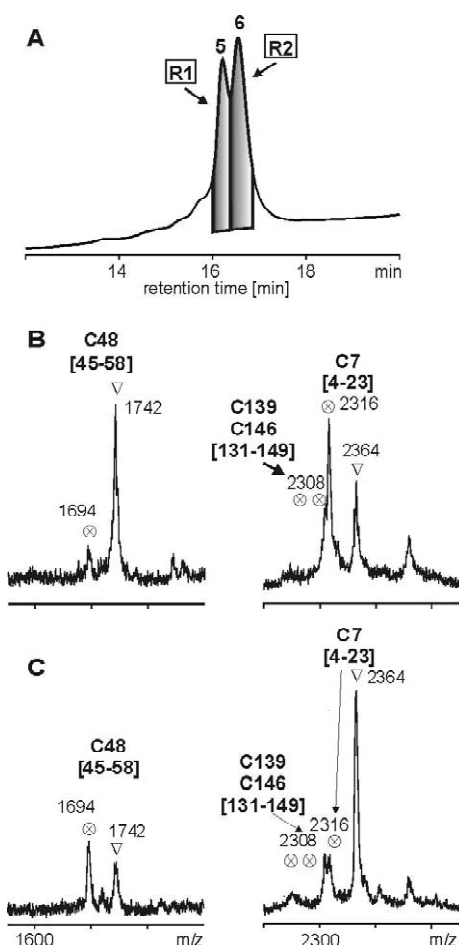 A
5
6
R1
R2
14
16
18
min
retention time [min]
B
C48
[45-58]
▽
1742
1694
⊗
C7
[4-23]
⊗ 2316
C139
C146
[131-149]
2308
⊗ ⊗
2364
▽
C
C48
[45-58]
1694
⊗
1742
▽
C7
[4-23]
▽ 2364
C139
C146
[131-149]
2308
⊗ ⊗
2316
⊗
1600
m/z
2300
m/z